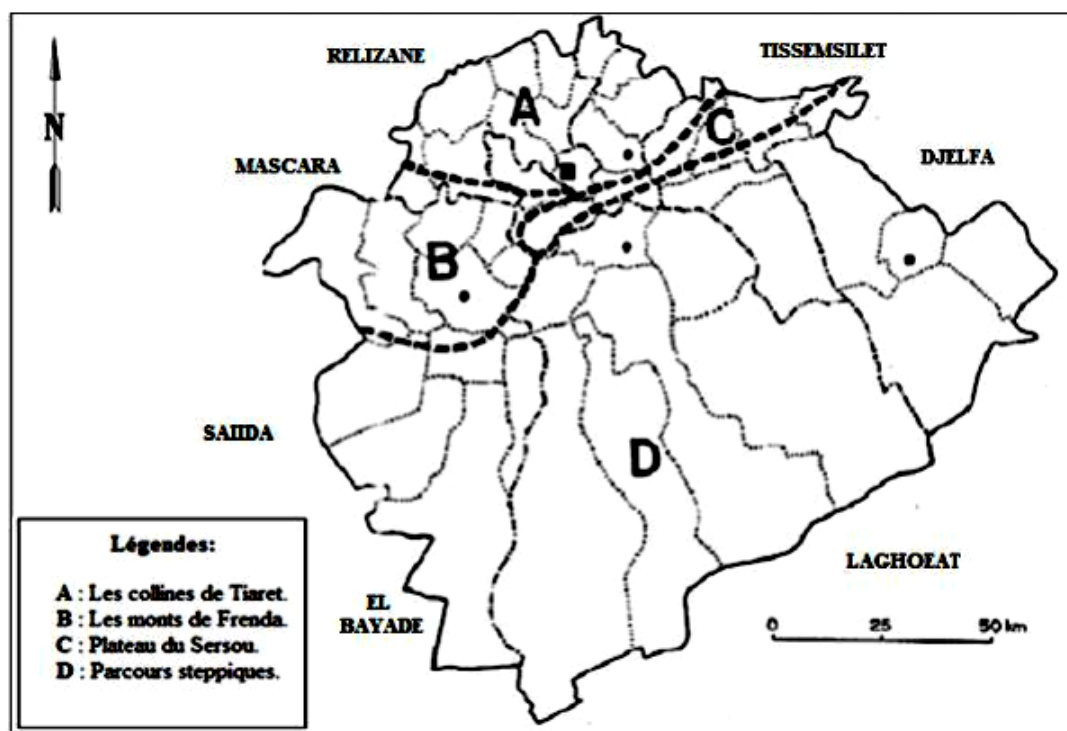 RELIZANE
TISSEMSILET
A
C
N
MASCARA
DJELFA
B
SAIIDA
D
LAGHOEAT
EL
BAYADE
0 25 50 km
Légendes:
A : Les collines de Tiaret.
B : Les monts de Frenda.
C : Plateau du Sersou.
D : Parcours steppiques.